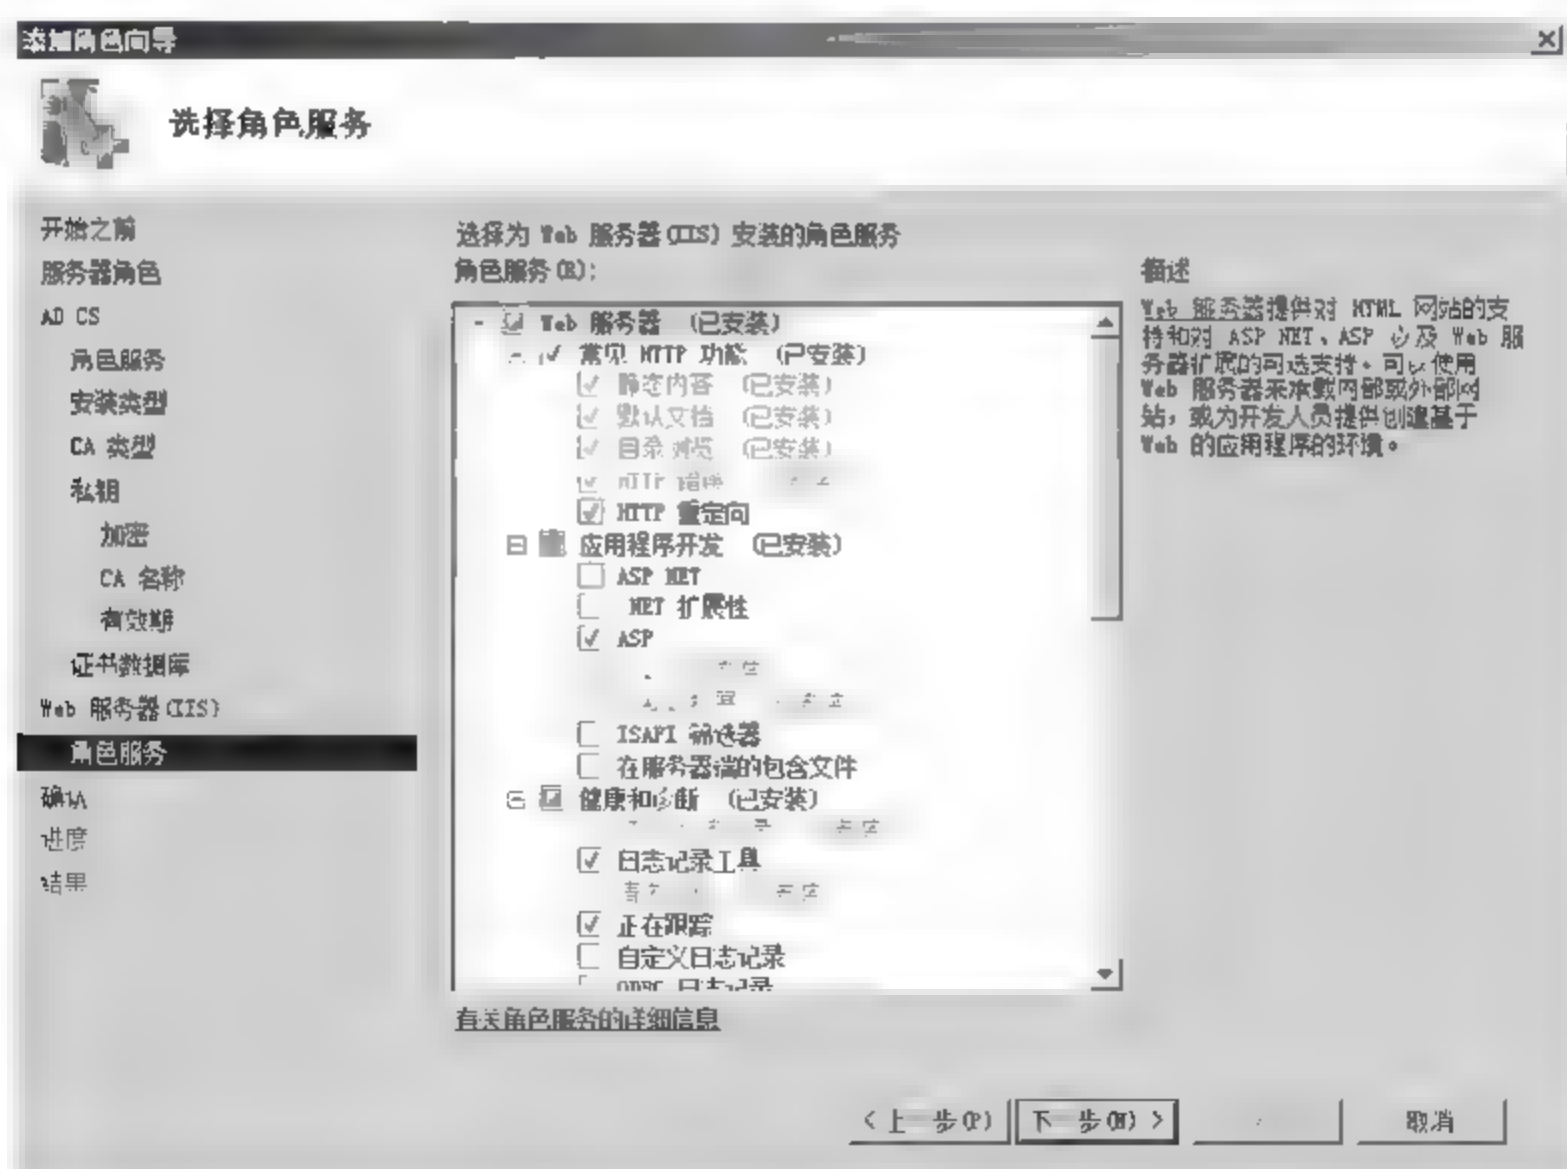 添加角色向导
选择角色服务
开始之前
服务器角色
AD CS
角色服务
安装类型
CA 类型
私钥
加密
CA 名称
有效期
证书数据库
Web 服务器(IIS)
角色服务
确认
进度
结果
选择为 Web 服务器(IIS) 安装的角色服务
角色服务(R):
Web 服务器 (已安装)
常见 HTTP 功能 (已安装)
静态内容 (已安装)
默认文档 (已安装)
目录浏览 (已安装)
HTTP 错误
HTTP 重定向
应用程序开发 (已安装)
ASP NET
NET 扩展性
ASP
ISAPI 筛选器
在服务器端的包含文件
健康和诊断 (已安装)
日志记录工具
正在跟踪
自定义日志记录
ODBC 日志记录
有关角色服务的详细信息
描述
Web 服务器提供对 HTML 网站的支
持和对 ASP NET、ASP 以及 Web 服
务器扩展的可选支持。可以使用
Web 服务器来承载内部或外部网
站，或为开发人员提供创建基于
Web 的应用程序的环境。
< 上一步(P)
下一步(N) >
取消